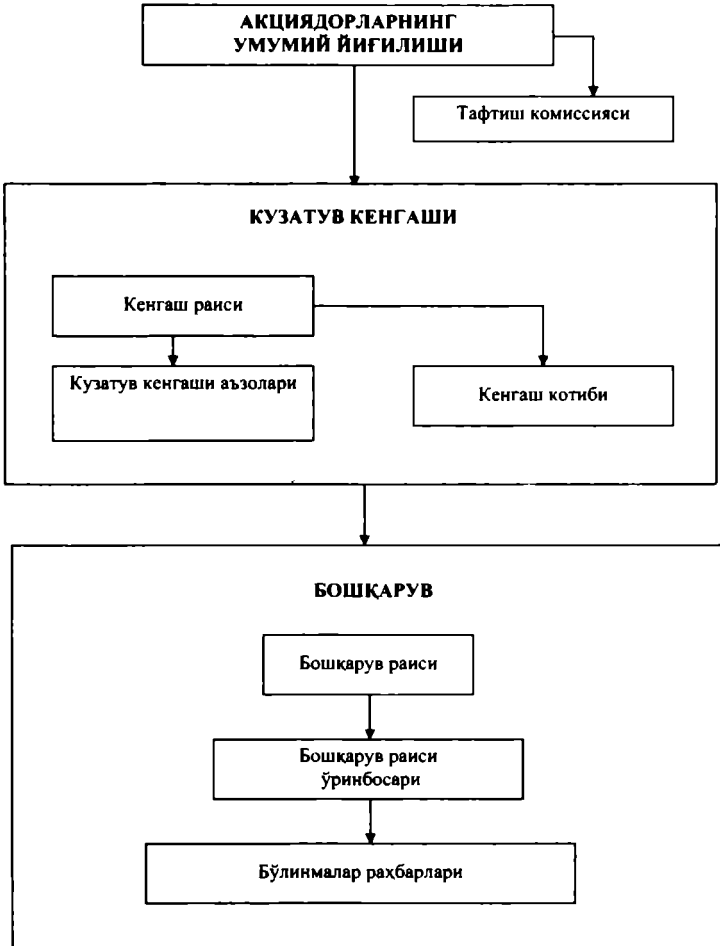 АКЦИЯДОРЛАРНИНГ
УМУМИЙ ЙИҒИЛИШИ
Тафтиш комиссияси
КУЗАТУВ КЕНГАШИ
Кенгаш раиси
Кузатув кенгаши аъзолари
Кенгаш котиби
БОШҚАРУВ
Бошқарув раиси
Бошқарув раиси
ўринбосари
Бўлинмалар раҳбарлари